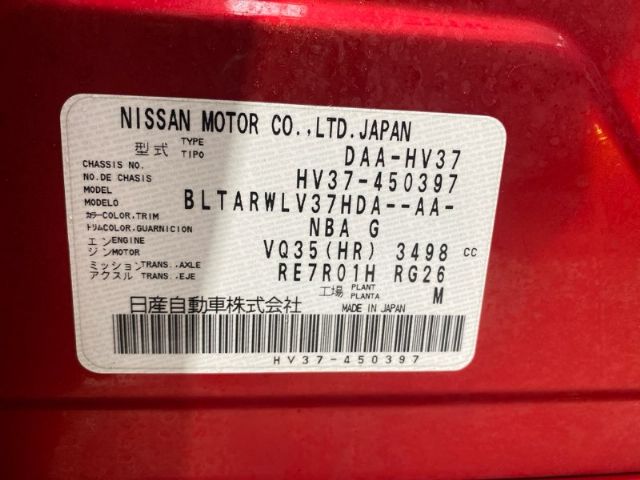 NISSAN MOTOR CO.,LTD.JAPAN
型式 TYPE TIPO DAA-HV37
CHASSIS NO. NO.DE CHASIS HV37-450397
MODEL MODELO BLTARWLV37HDA--AA-
カラー COLOR,TRIM トリム COLOR,GUARNICION NBA G
エンジン ENGINE MOTOR VQ35(HR) 3498 cc
ミッション アクスル TRANS.,AXLE TRANS.,EJE RE7R01H RG26
工場 PLANT PLANTA M
日産自動車株式会社 MADE IN JAPAN
HV37-450397